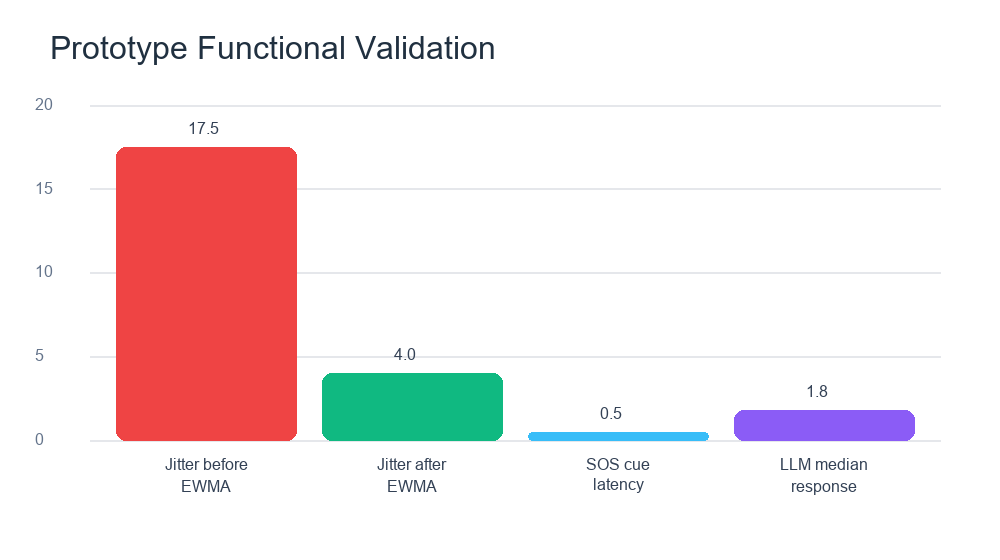 Prototype Functional Validation
20
17.5
15
10
5
4.0
1.8
0.5
0
Jitter before
EWMA
Jitter after
EWMA
SOS cue
latency
LLM median
response